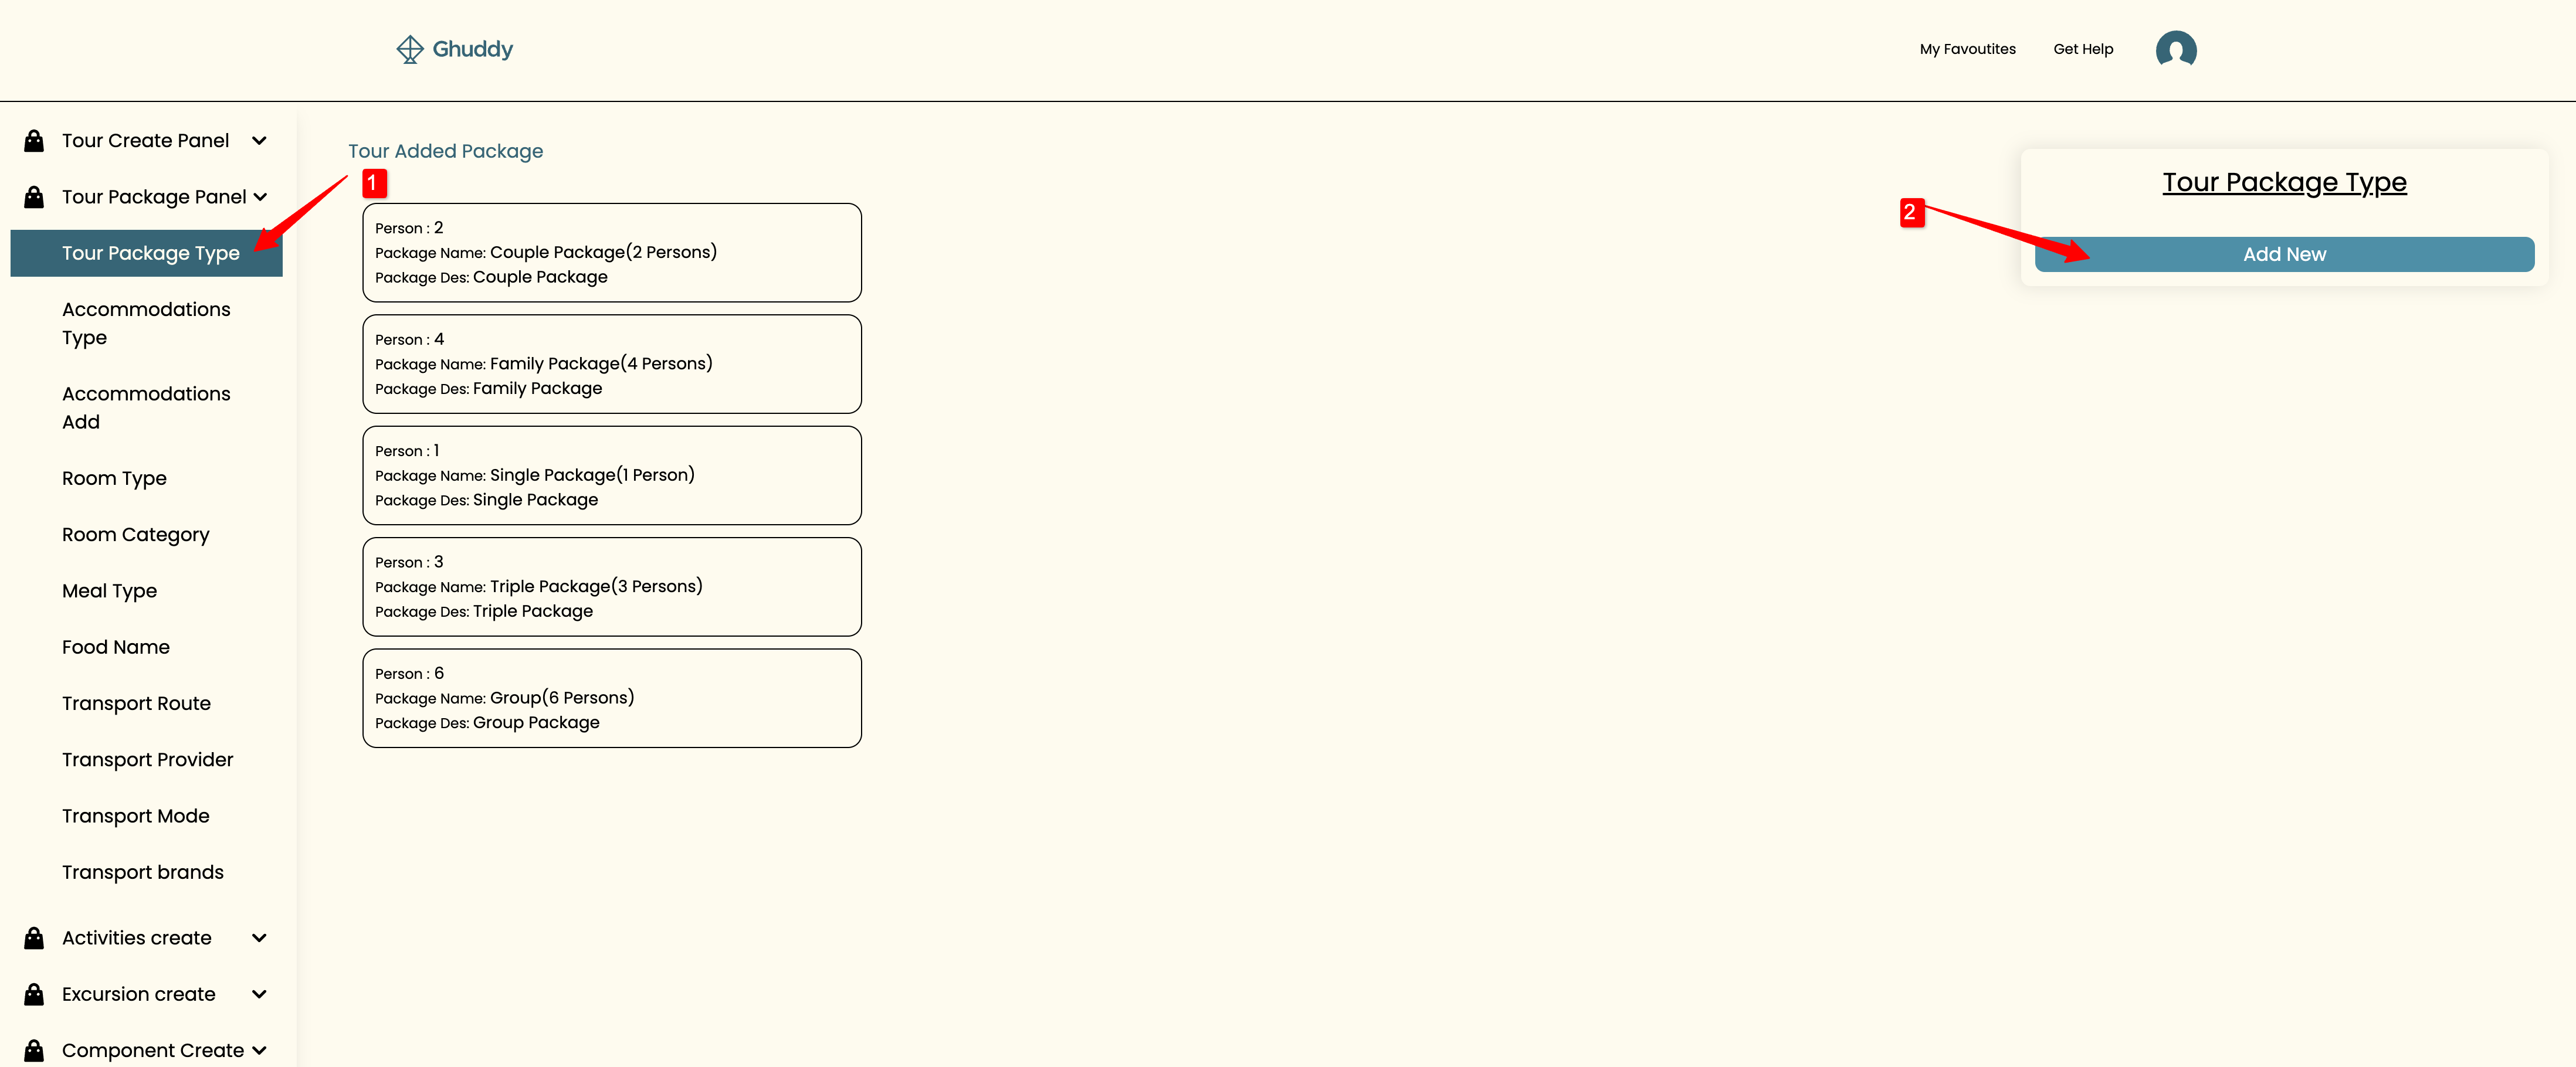 Ghuddy
My Favoutites
Get Help
Tour Create Panel
Tour Package Panel
Tour Package Type
Accommodations
Type
Accommodations
Add
Room Type
Room Category
Meal Type
Food Name
Transport Route
Transport Provider
Transport Mode
Transport brands
Activities create
Excursion create
Component Create
Tour Added Package
1
Person : 2
Package Name: Couple Package(2 Persons)
Package Des: Couple Package
Person : 4
Package Name: Family Package(4 Persons)
Package Des: Family Package
Person : 1
Package Name: Single Package(1 Person)
Package Des: Single Package
Person : 3
Package Name: Triple Package(3 Persons)
Package Des: Triple Package
Person : 6
Package Name: Group(6 Persons)
Package Des: Group Package
Tour Package Type
2
Add New